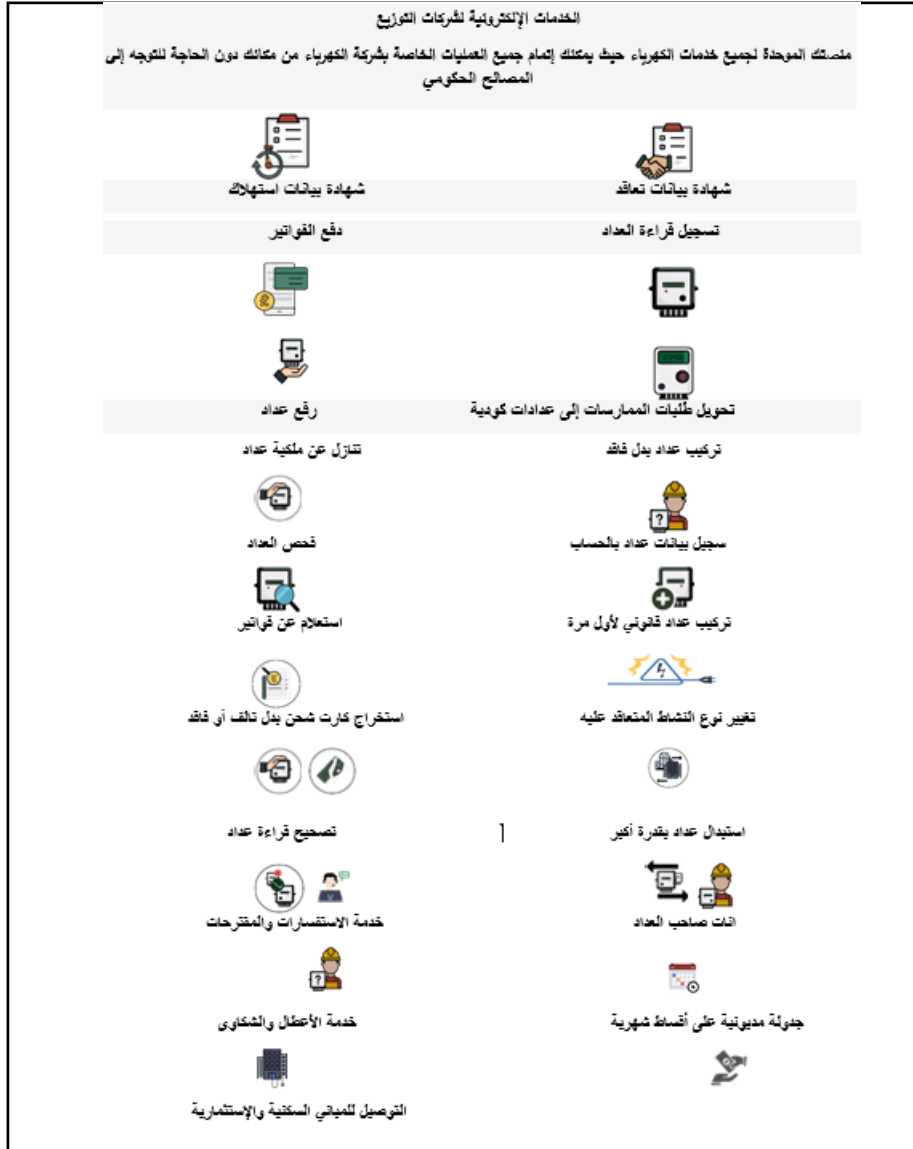 الخدمات الإلكترونية لشركات التوزيع
منصتك الموحدة لجميع خدمات الكهرباء حيث يمكنك إتمام جميع العمليات الخاصة بشركة الكهرباء من مكانك دون الحاجة للتوجه إلى
المصالح الحكومي
شهادة بيانات تعاقد
شهادة بيانات استهلاك
تسجيل قراءة العداد
دفع الفواتير
تحويل طلبات الممارسات إلى عدادات كودية
رفع عداد
تركيب عداد بدل فاقد
تنازل عن ملكية عداد
سجيل بيانات عداد بالحساب
فحص العداد
تركيب عداد قانوني لأول مرة
استعلام عن فواتير
تغيير نوع النشاط المتعاقد عليه
استخراج كارت شحن بدل تالف أو فاقد
استبدال عداد بقدرة أكبر
تصحيح قراءة عداد
انات صاحب العداد
خدمة الاستفسارات والمقترحات
جدولة مديونية على أقساط شهرية
خدمة الأعطال والشكاوى
التوصيل للمباني السكنية والإستثمارية